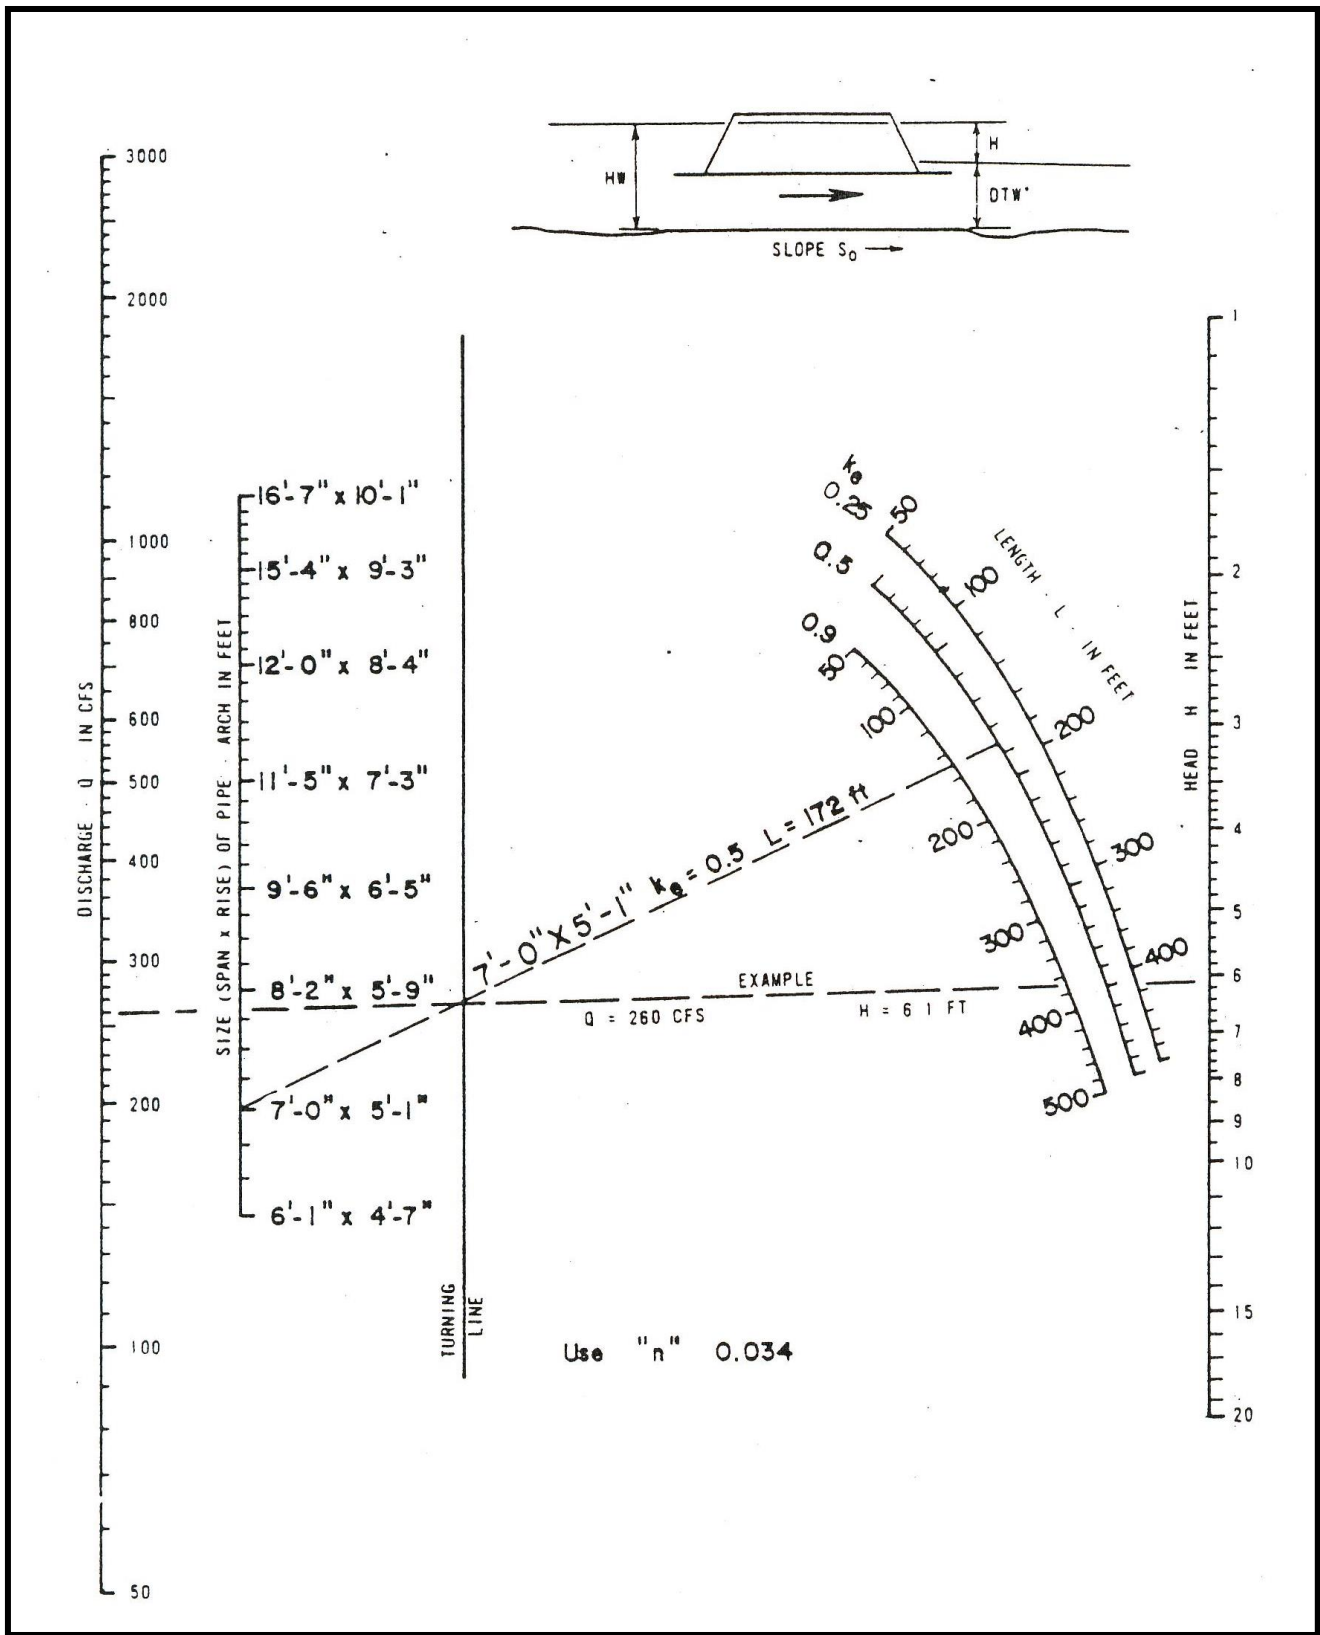 HW
H
DTW'
SLOPE S₀
DISCHARGE - Q IN CFS
3000
2000
1000
800
600
500
400
300
200
100
50
SIZE (SPAN x RISE) OF PIPE - ARCH IN FEET
16'-7" x 10'-1"
15'-4" x 9'-3"
12'-0" x 8'-4"
11'-5" x 7'-3"
9'-6" x 6'-5"
8'-2" x 5'-9"
7'-0" x 5'-1"
6'-1" x 4'-7"
TURNING
LINE
7'-0" X 5'-1" ke = 0.5 L = 172 ft
EXAMPLE
Q = 260 CFS
H = 6 1 FT
ke
0.25
0.5
0.9
LENGTH - L - IN FEET
50
100
200
300
400
50
100
200
300
400
500
HEAD H IN FEET
1
2
3
4
5
6
7
8
9
10
15
20
Use "n" 0.034